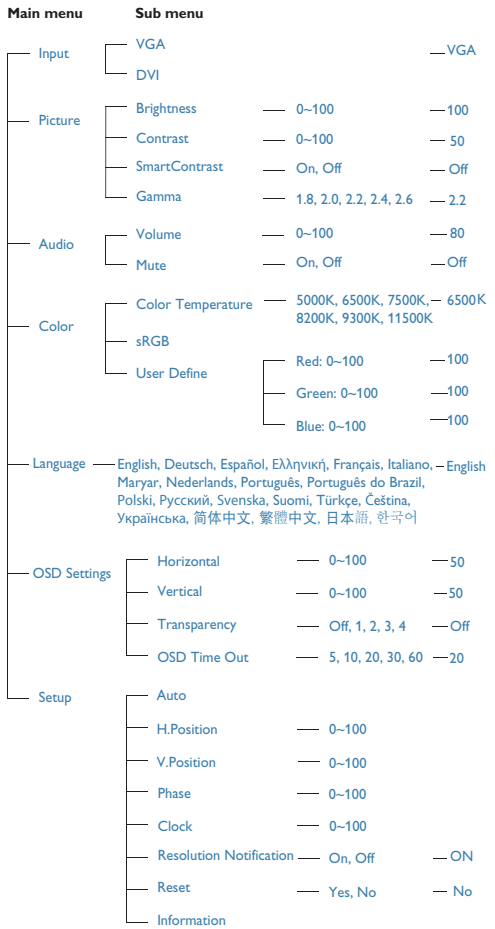 Main menu Sub menu
Input VGA VGA
DVI
Picture Brightness 0~100 100
Contrast 0~100 50
SmartContrast On, Off Off
Gamma 1.8, 2.0, 2.2, 2.4, 2.6 2.2
Audio Volume 0~100 80
Mute On, Off Off
Color Color Temperature 5000K, 6500K, 7500K, 6500K
8200K, 9300K, 11500K
sRGB
User Define Red: 0~100 100
Green: 0~100 100
Blue: 0~100 100
Language English, Deutsch, Español, Ελληνική, Français, Italiano, English
Maryar, Nederlands, Português, Português do Brazil,
Polski, Русский, Svenska, Suomi, Türkçe, Čeština,
Українська, 简体中文, 繁體中文, 日本語, 한국어
OSD Settings Horizontal 0~100 50
Vertical 0~100 50
Transparency Off, 1, 2, 3, 4 Off
OSD Time Out 5, 10, 20, 30, 60 20
Setup Auto
H.Position 0~100
V.Position 0~100
Phase 0~100
Clock 0~100
Resolution Notification On, Off ON
Reset Yes, No No
Information